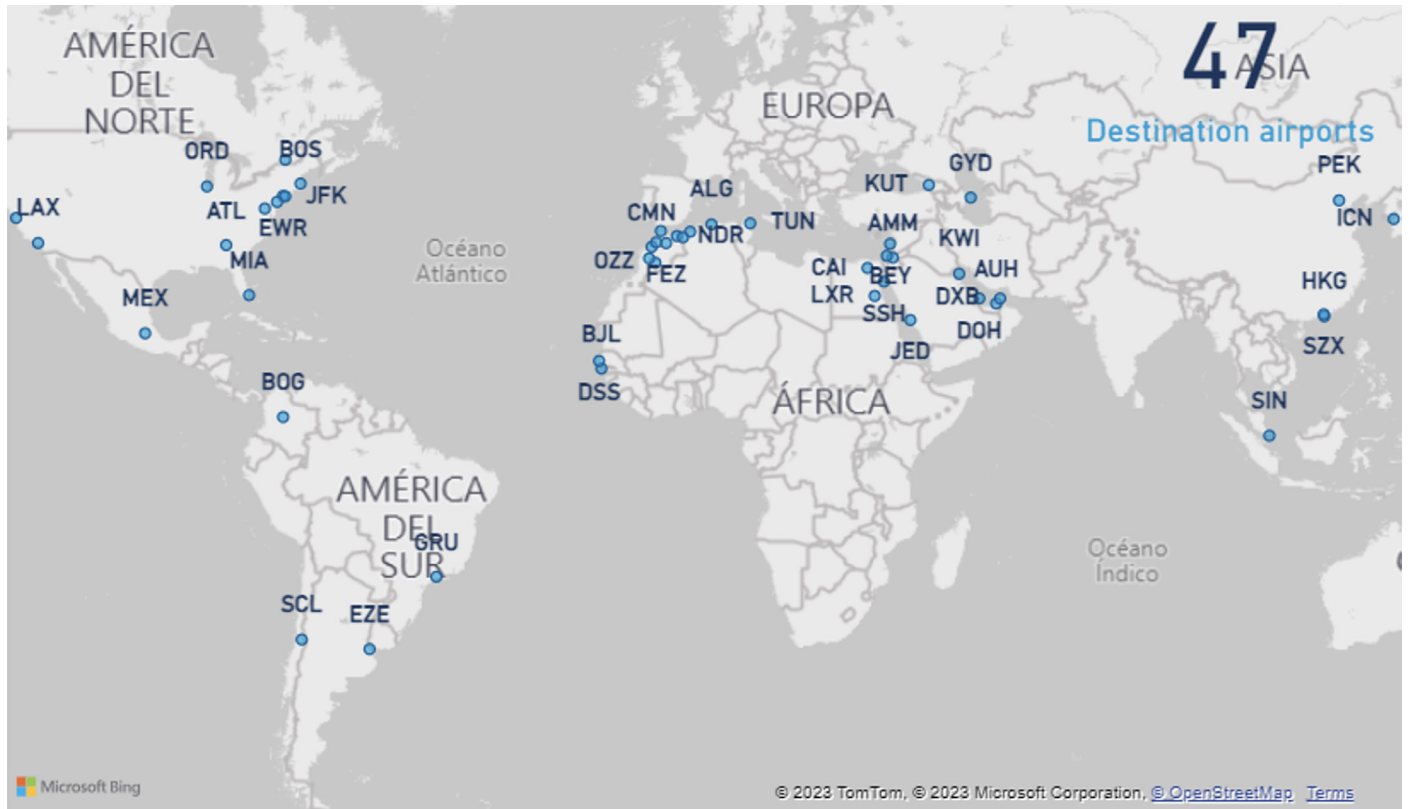 AMÉRICA
DEL
NORTE
47
ASIA
Destination airports
EUROPA
ORD
BOS
JFK
LAX
ATL
EWR
MIA
MEX
Océano
Atlántico
ALG
CMN
NDR
TUN
OZZ
FEZ
KUT
GYD
AMM
KWI
CAI
BEY
AUH
LXR
DXB
SSH
DOH
JED
PEK
ICN
HKG
SZX
SIN
BJL
DSS
ÁFRICA
BOG
AMÉRICA
DEL
SUR
GRU
SCL
EZE
Océano
Índico
Microsoft Bing
© 2023 TomTom, © 2023 Microsoft Corporation, © OpenStreetMap Terms